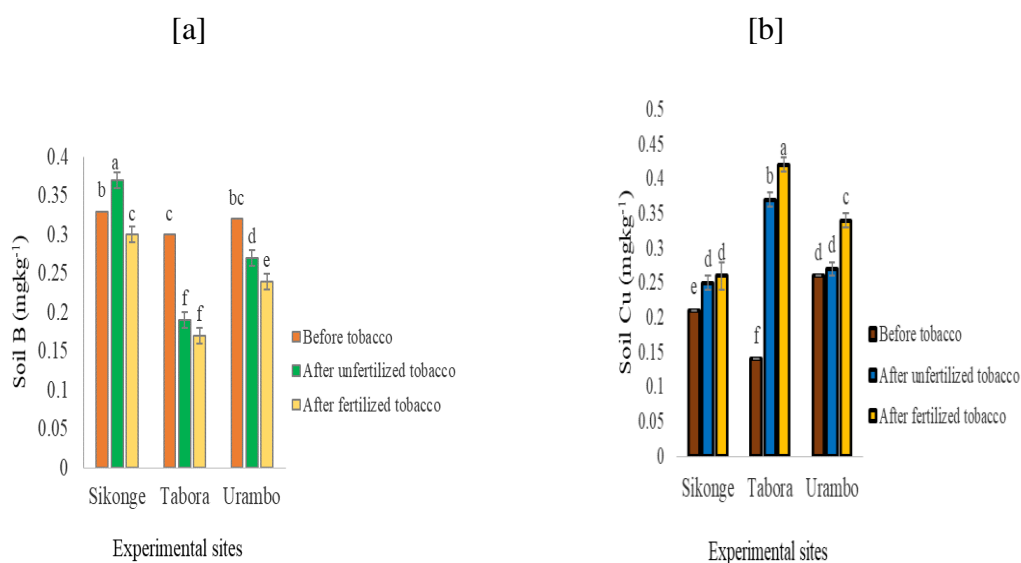 [a]
[b]
Soil B (mgkg⁻¹)
0.4
0.35
0.3
0.25
0.2
0.15
0.1
0.05
0
b
a
c
c
f
f
bc
d
e
Sikonge
Tabora
Urambo
Experimental sites
Before tobacco
After unfertilized tobacco
After fertilized tobacco
Soil Cu (mgkg⁻¹)
0.5
0.45
0.4
0.35
0.3
0.25
0.2
0.15
0.1
0.05
0
e
d
d
f
b
a
d
d
c
Sikonge
Tabora
Urambo
Experimental sites
Before tobacco
After unfertilized tobacco
After fertilized tobacco